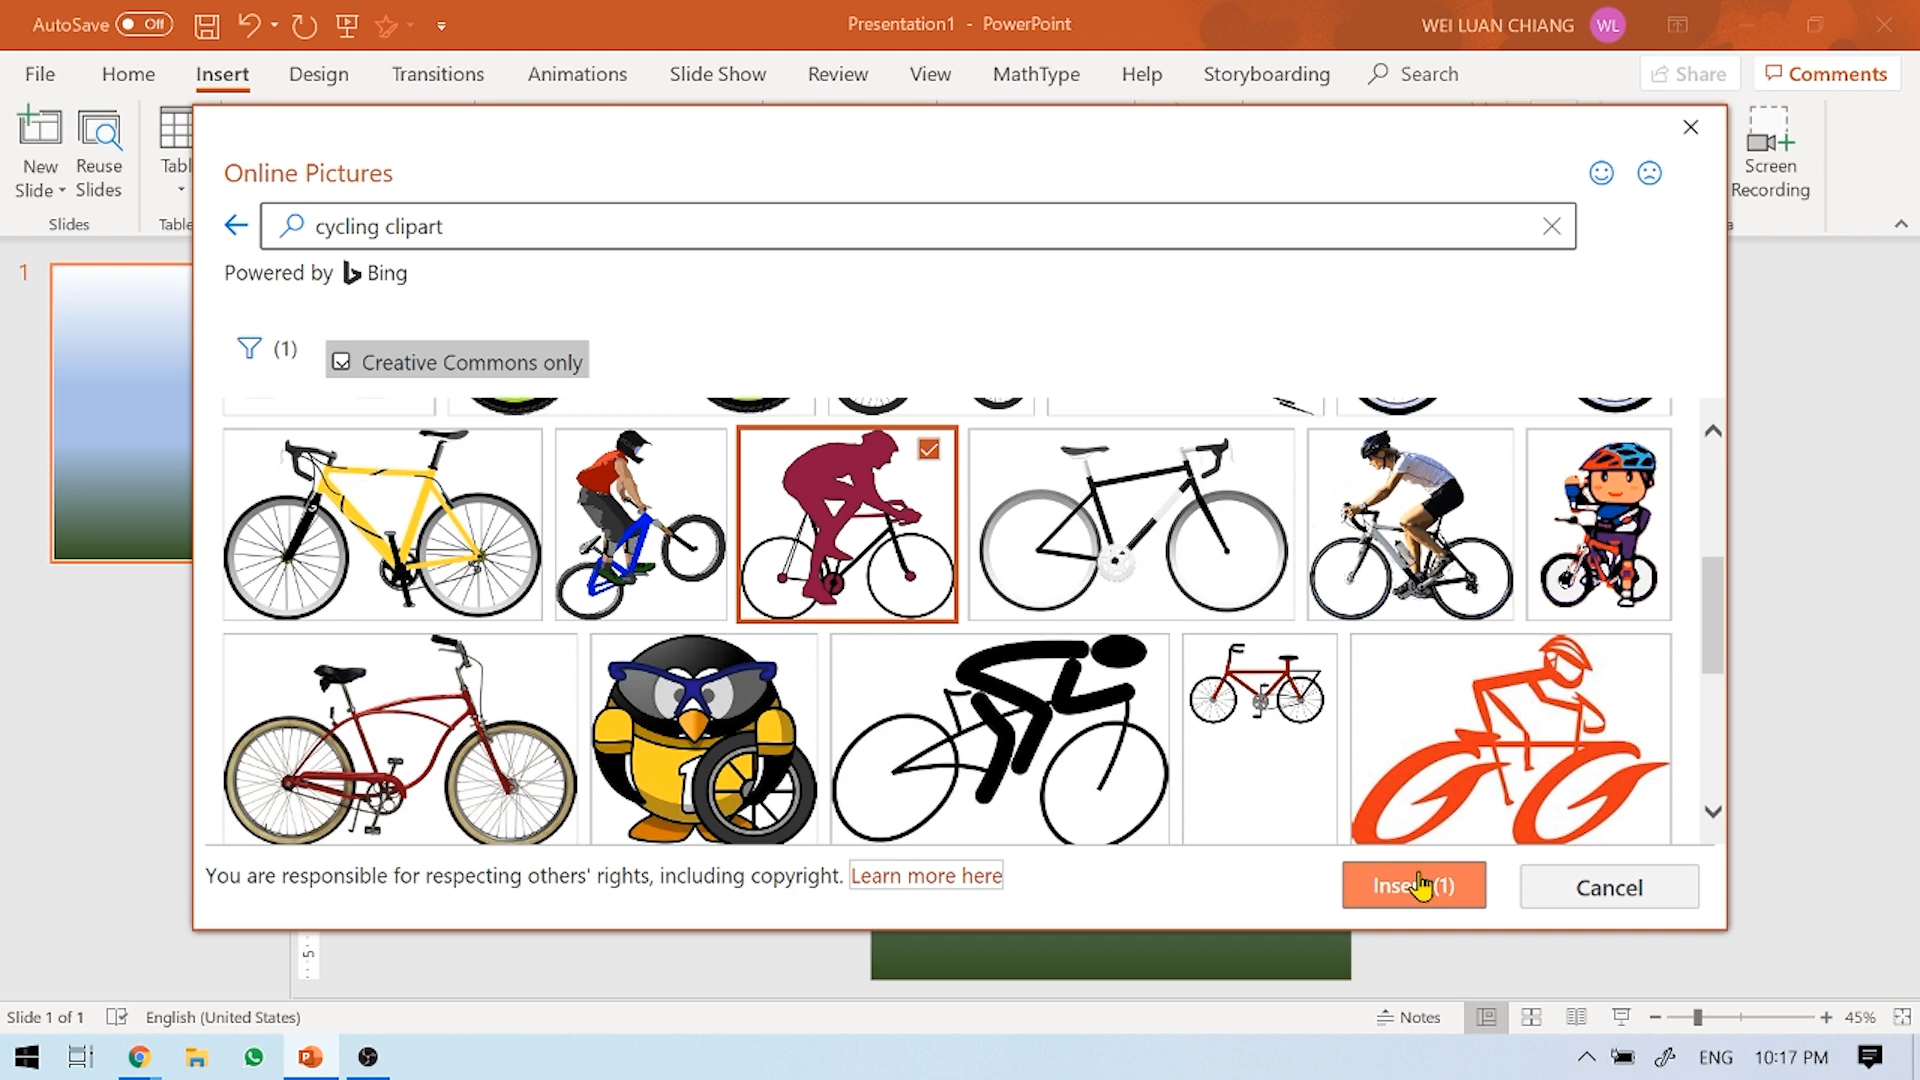 AutoSave Off
Presentation1 - PowerPoint
WEI LUAN CHIANG WL
File Home Insert Design Transitions Animations Slide Show Review View MathType Help Storyboarding Search Share Comments
New Slide
Reuse Slides
Slides
Screen Recording
Online Pictures
cycling clipart
Powered by Bing
(1) Creative Commons only
1
1
You are responsible for respecting others' rights, including copyright. Learn more here
(1)
Cancel
5
Slide 1 of 1 English (United States)
Notes 45%
ENG 10:17 PM